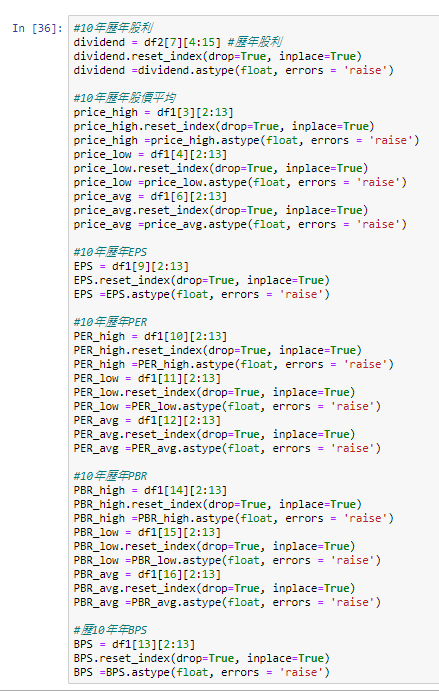 In [36]: #10年歷年股利
dividend = df2[7][4:15] #歷年股利
dividend.reset_index(drop=True, inplace=True)
dividend =dividend.astype(float, errors = 'raise')
#10年歷年股價平均
price_high = df1[3][2:13]
price_high.reset_index(drop=True, inplace=True)
price_high =price_high.astype(float, errors = 'raise')
price_low = df1[4][2:13]
price_low.reset_index(drop=True, inplace=True)
price_low =price_low.astype(float, errors = 'raise')
price_avg = df1[6][2:13]
price_avg.reset_index(drop=True, inplace=True)
price_avg =price_avg.astype(float, errors = 'raise')
#10年歷年EPS
EPS = df1[9][2:13]
EPS.reset_index(drop=True, inplace=True)
EPS =EPS.astype(float, errors = 'raise')
#10年歷年PER
PER_high = df1[10][2:13]
PER_high.reset_index(drop=True, inplace=True)
PER_high =PER_high.astype(float, errors = 'raise')
PER_low = df1[11][2:13]
PER_low.reset_index(drop=True, inplace=True)
PER_low =PER_low.astype(float, errors = 'raise')
PER_avg = df1[12][2:13]
PER_avg.reset_index(drop=True, inplace=True)
PER_avg =PER_avg.astype(float, errors = 'raise')
#10年歷年PBR
PBR_high = df1[14][2:13]
PBR_high.reset_index(drop=True, inplace=True)
PBR_high =PBR_high.astype(float, errors = 'raise')
PBR_low = df1[15][2:13]
PBR_low.reset_index(drop=True, inplace=True)
PBR_low =PBR_low.astype(float, errors = 'raise')
PBR_avg = df1[16][2:13]
PBR_avg.reset_index(drop=True, inplace=True)
PBR_avg =PBR_avg.astype(float, errors = 'raise')
#歷10年年BPS
BPS = df1[13][2:13]
BPS.reset_index(drop=True, inplace=True)
BPS =BPS.astype(float, errors = 'raise')